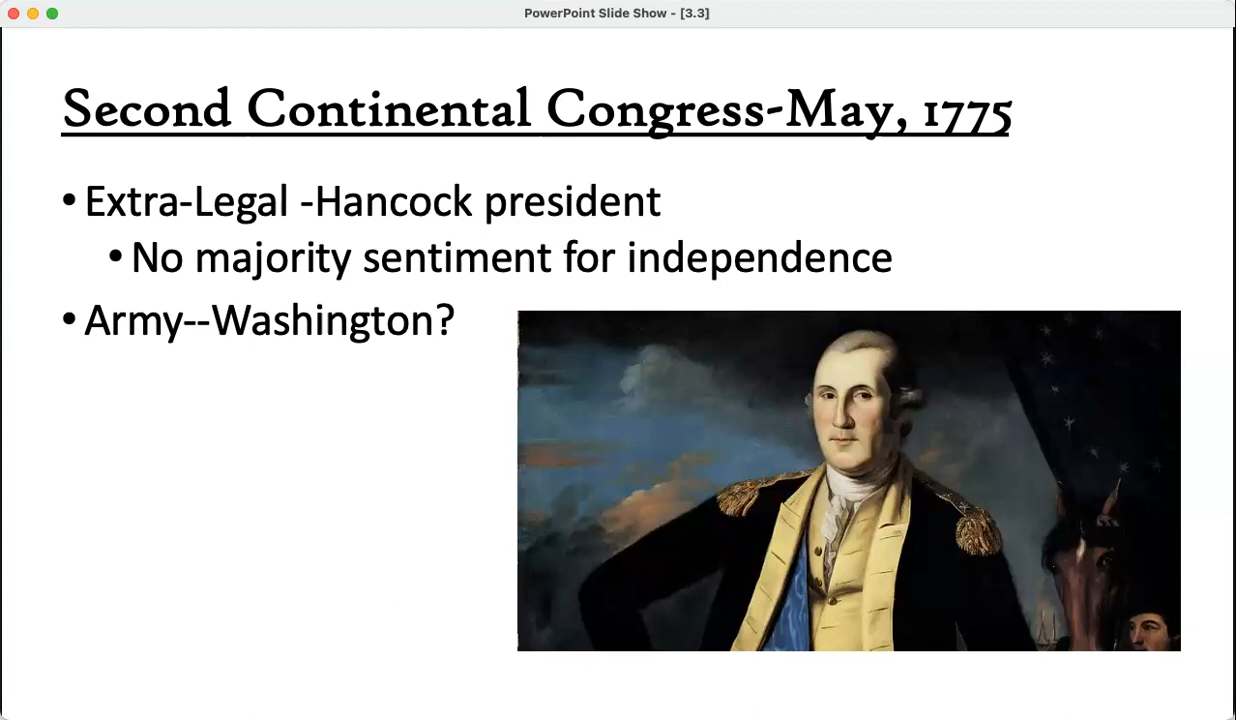 PowerPoint Slide Show - [3.3]
Second Continental Congress-May, 1775
• Extra-Legal -Hancock president
• No majority sentiment for independence
• Army--Washington?